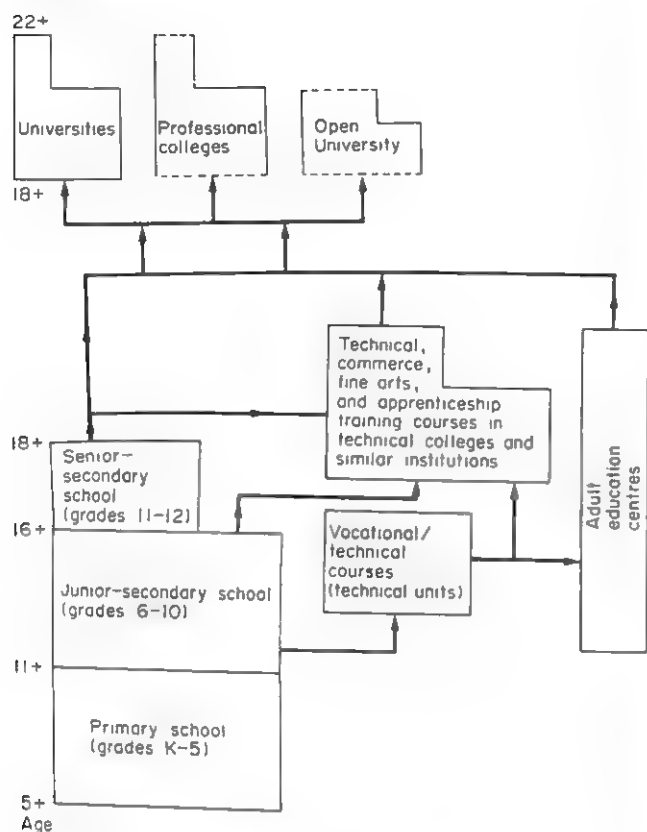 22+
Universities
Professional
colleges
Open
University
18+
Technical,
commerce,
fine arts,
and apprenticeship
training courses in
technical colleges and
similar institutions
18+
Senior-
secondary
school
(grades 11-12)
Adult
education
centres
16+
Vocational/
technical
courses
(technical units)
Junior-secondary school
(grades 6-10)
11+
Primary school
(grades K-5)
5+
Age